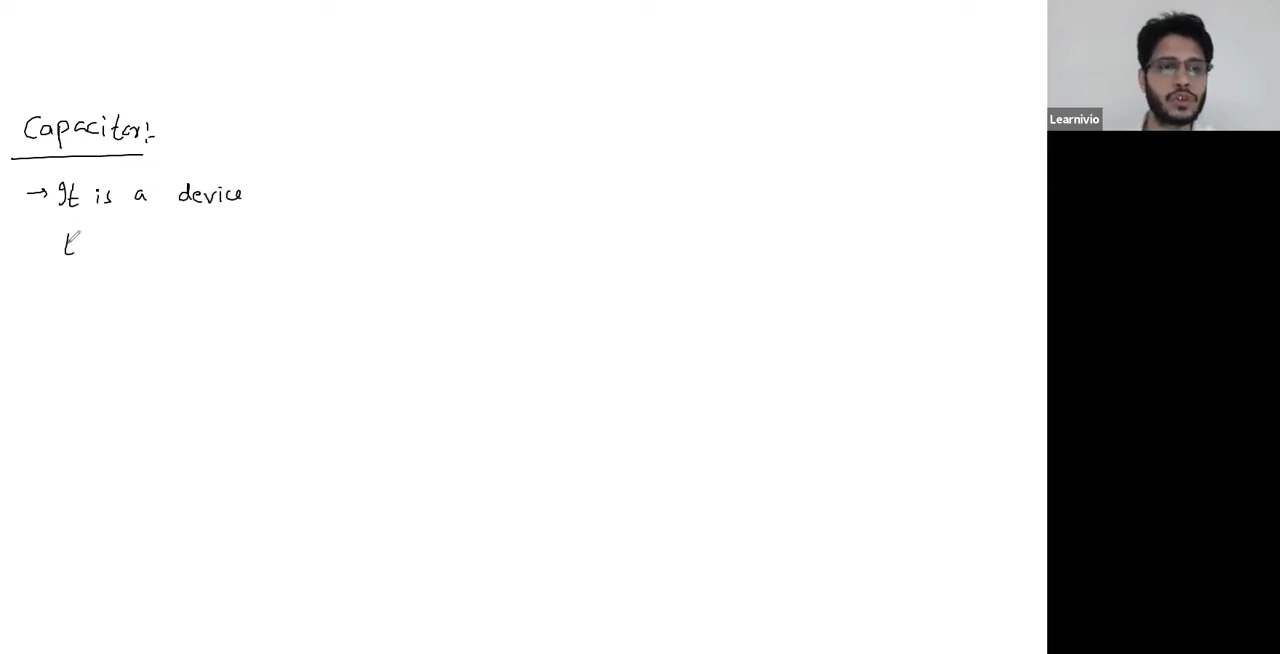 Capacitor:-
→ It is a device
t
Learnivio